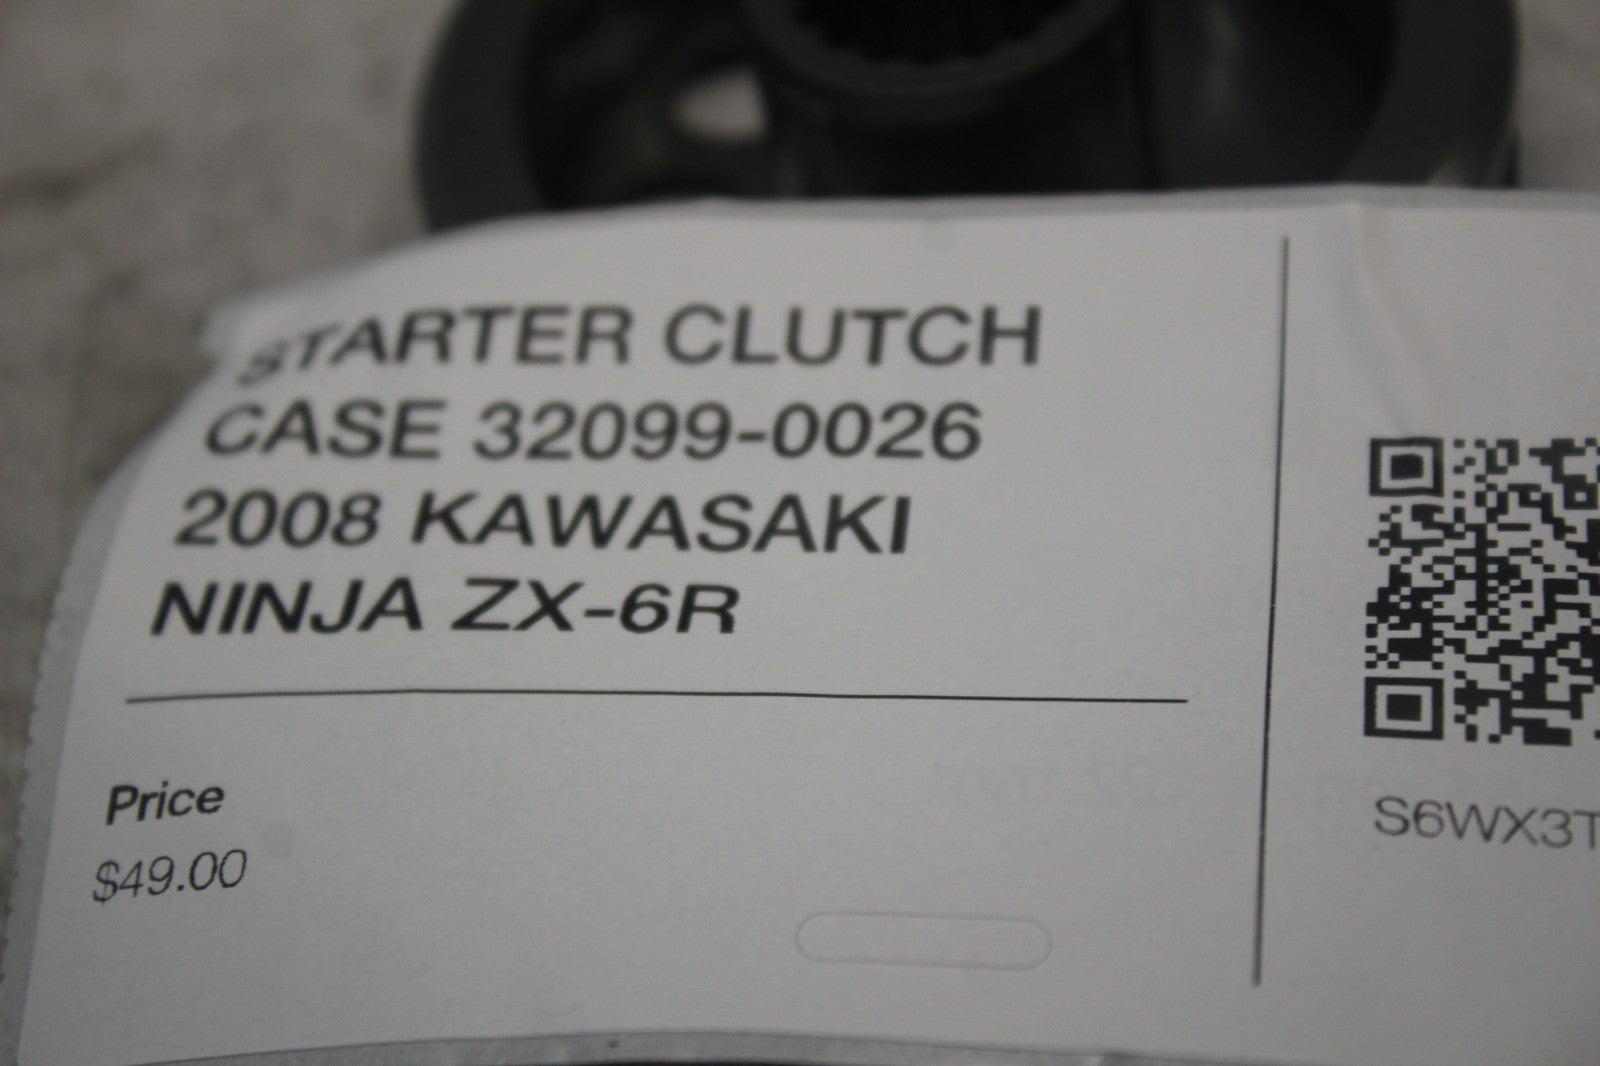 STARTER CLUTCH
CASE 32099-0026
2008 KAWASAKI
NINJA ZX-6R
Price
$49.00
S6WX3T